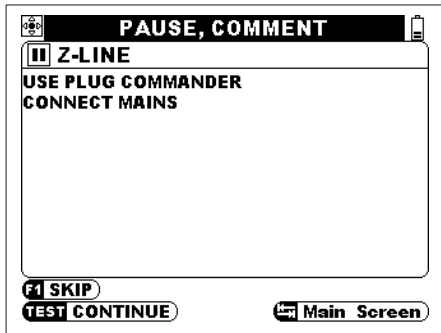 PAUSE, COMMENT
Z-LINE
USE PLUG COMMANDER
CONNECT MAINS
F1 SKIP
TEST CONTINUE
Main Screen